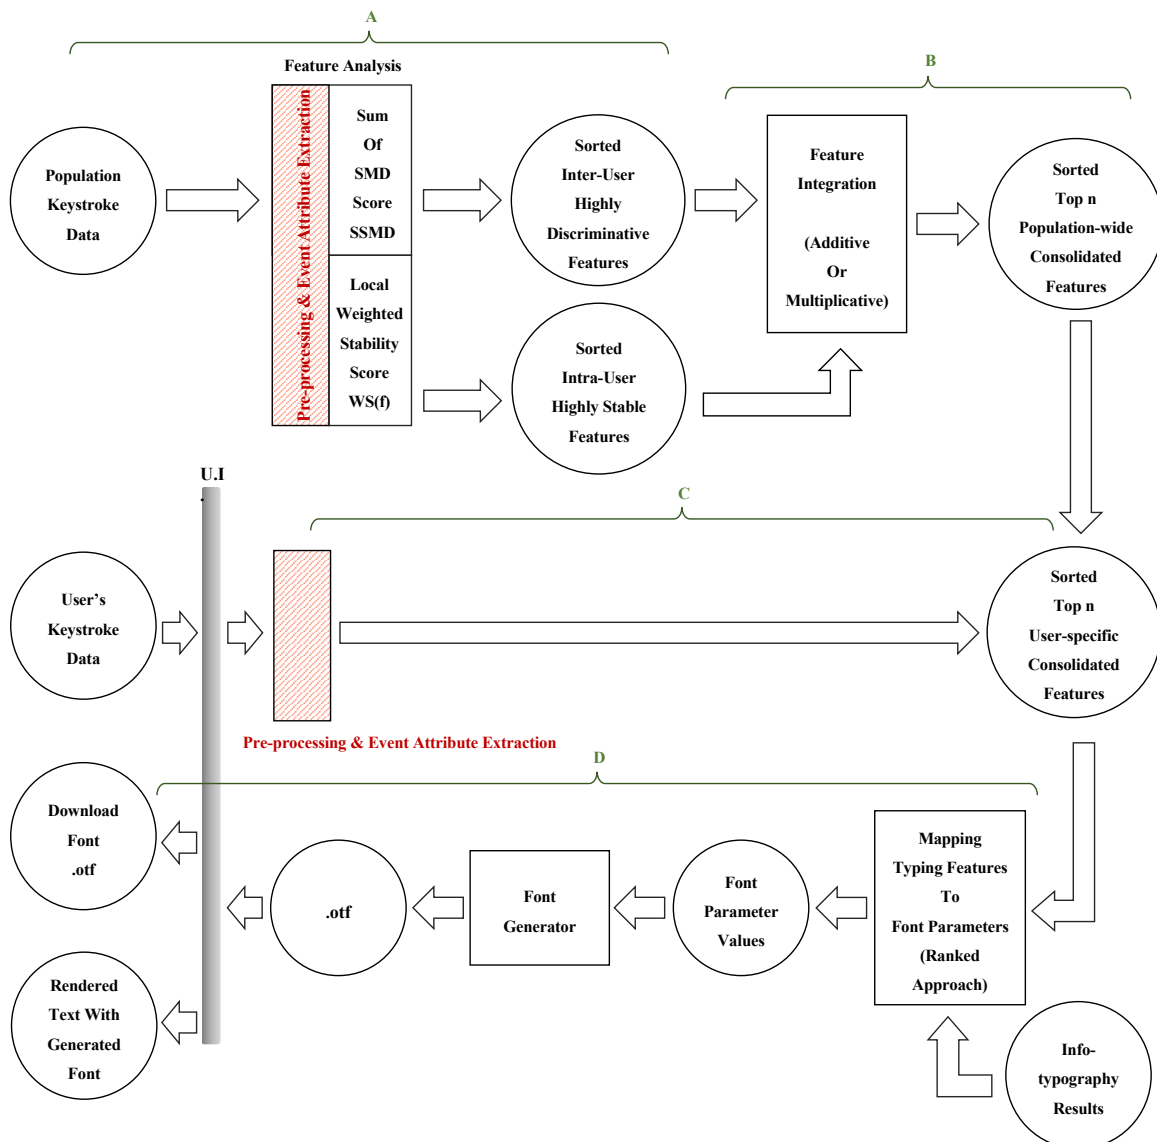 A
Feature Analysis
B
Population
Keystroke
Data
Pre-processing & Event Attribute Extraction
Sum
Of
SMD
Score
SSMD
Local
Weighted
Stability
Score
WS(f)
Sorted
Inter-User
Highly
Discriminative
Features
Sorted
Intra-User
Highly Stable
Features
Feature
Integration
(Additive
Or
Multiplicative)
Sorted
Top n
Population-wide
Consolidated
Features
U.I
.
C
User's
Keystroke
Data
Pre-processing & Event Attribute Extraction
Sorted
Top n
User-specific
Consolidated
Features
D
Download
Font
.otf
Rendered
Text With
Generated
Font
.otf
Font
Generator
Font
Parameter
Values
Mapping
Typing Features
To
Font Parameters
(Ranked
Approach)
Info-
typography
Results